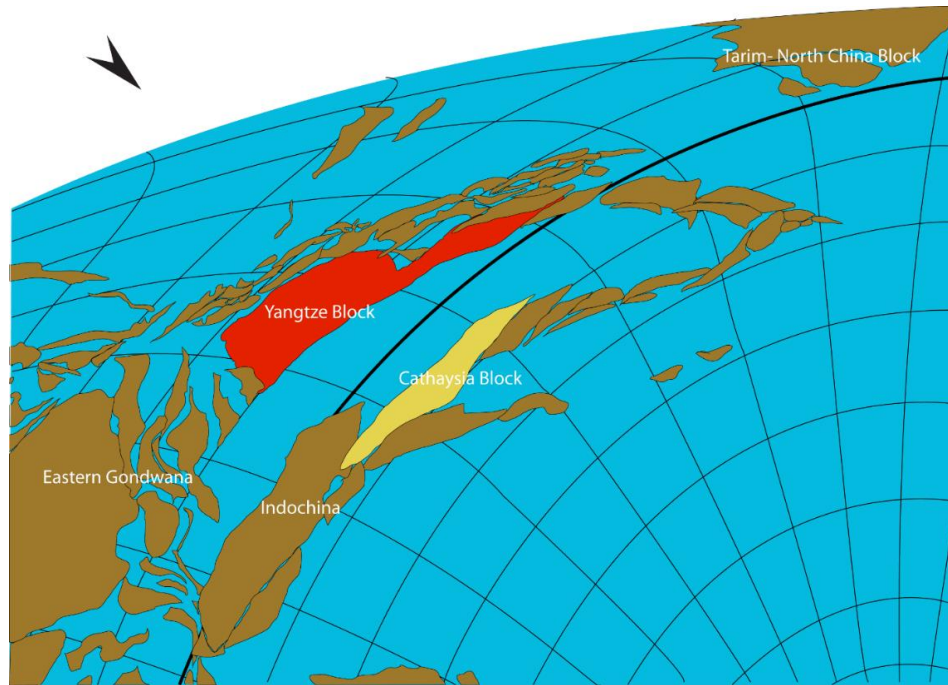 Tarim- North China Block
Yangtze Block
Cathaysia Block
Eastern Gondwana
Indochina